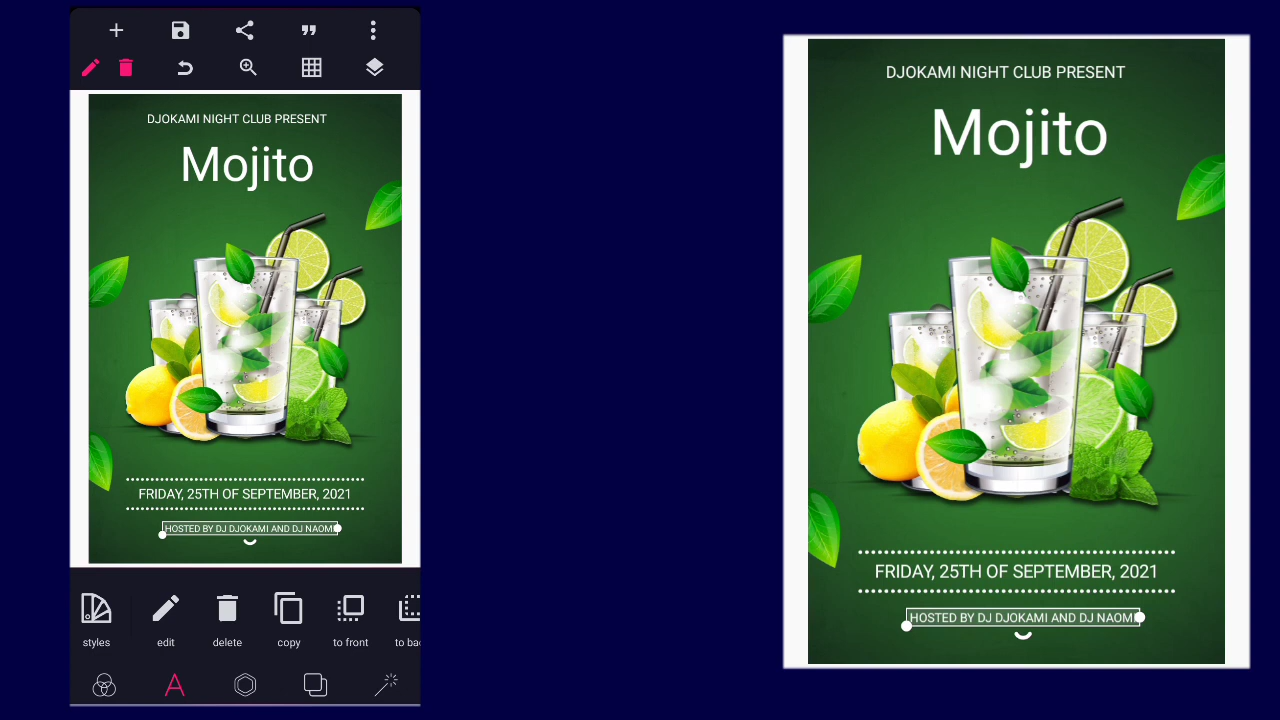 DJOKAMI NIGHT CLUB PRESENT
Mojito
FRIDAY, 25TH OF SEPTEMBER, 2021
HOSTED BY DJ DJOKAMI AND DJ NAOMI
styles
edit
delete
copy
to front
to bac
DJOKAMI NIGHT CLUB PRESENT
Mojito
FRIDAY, 25TH OF SEPTEMBER, 2021
HOSTED BY DJ DJOKAMI AND DJ NAOMI